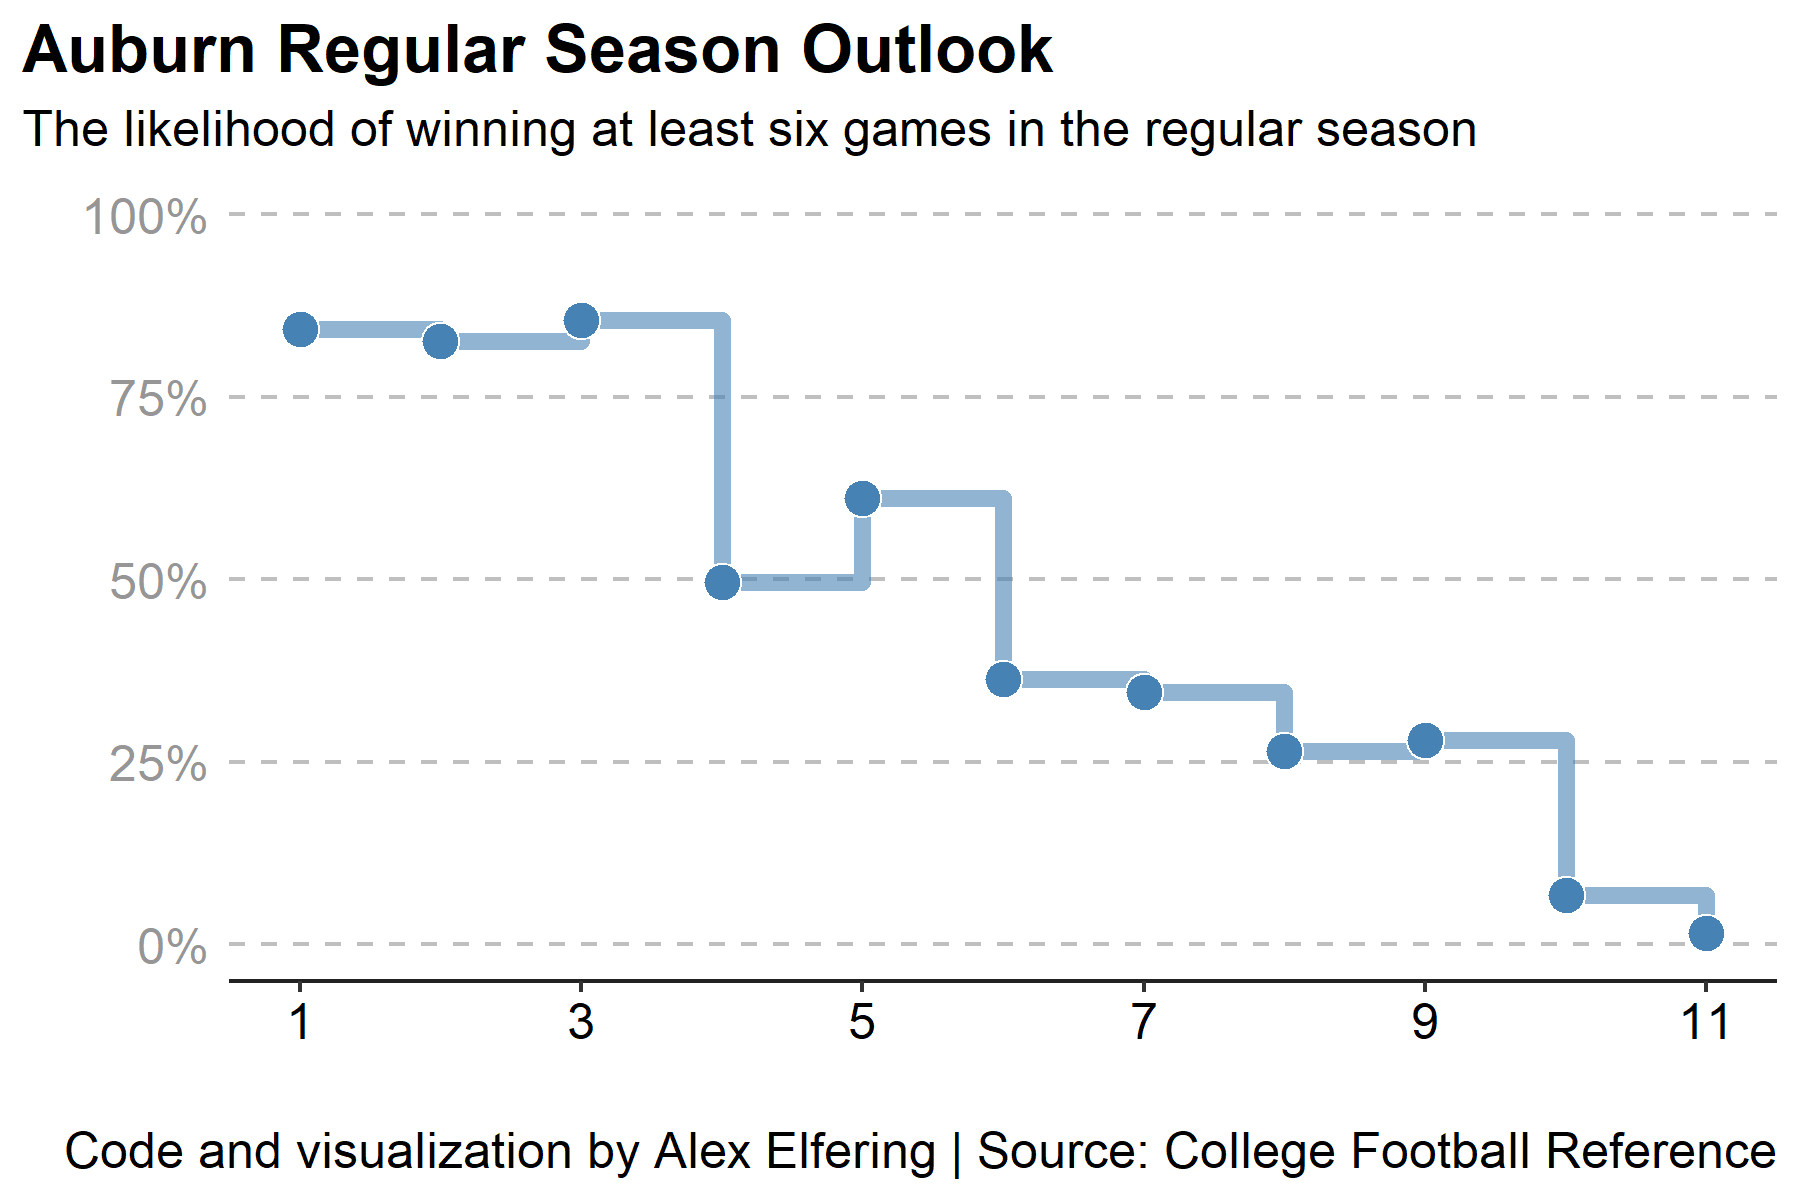 Auburn Regular Season Outlook
The likelihood of winning at least six games in the regular season
100%
75%
50%
25%
0%
1 3 5 7 9 11
Code and visualization by Alex Elfering | Source: College Football Reference